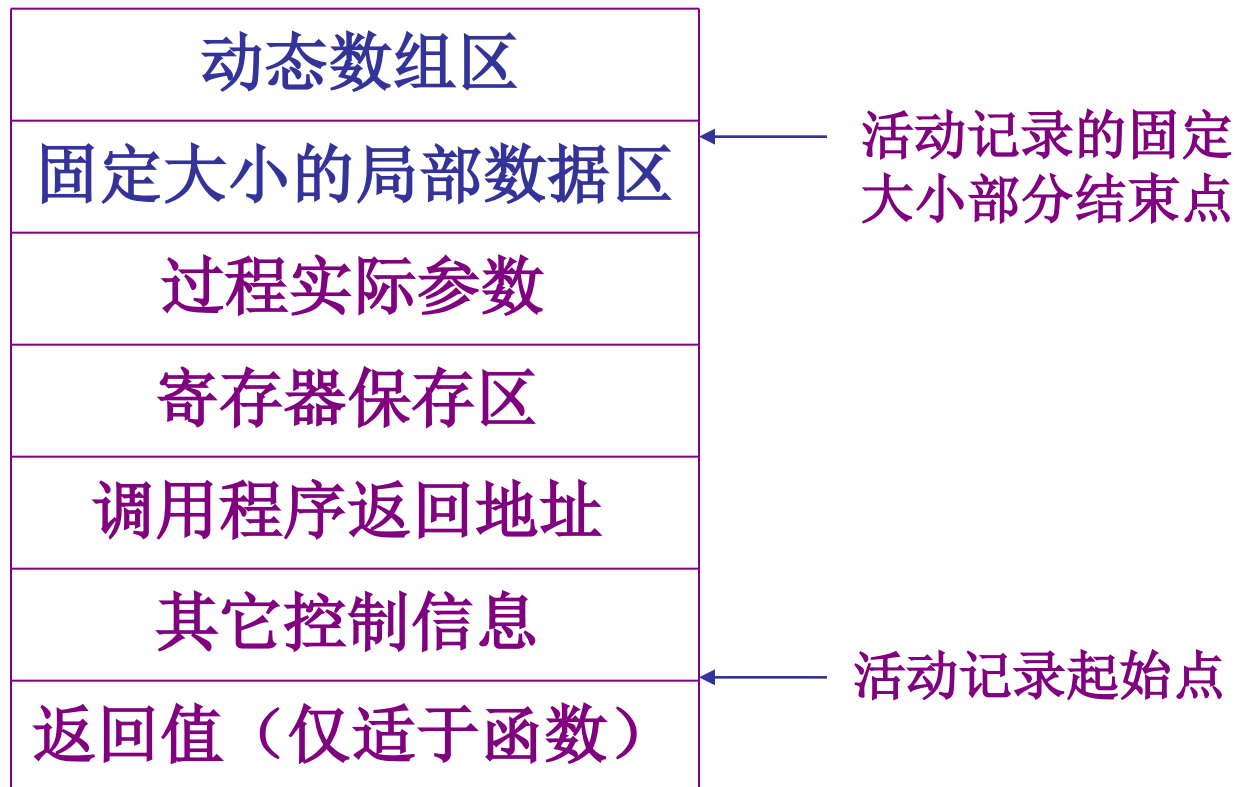 动态数组区
活动记录的固定
大小部分结束点
固定大小的局部数据区
过程实际参数
寄存器保存区
调用程序返回地址
其它控制信息
活动记录起始点
返回值（仅适于函数）